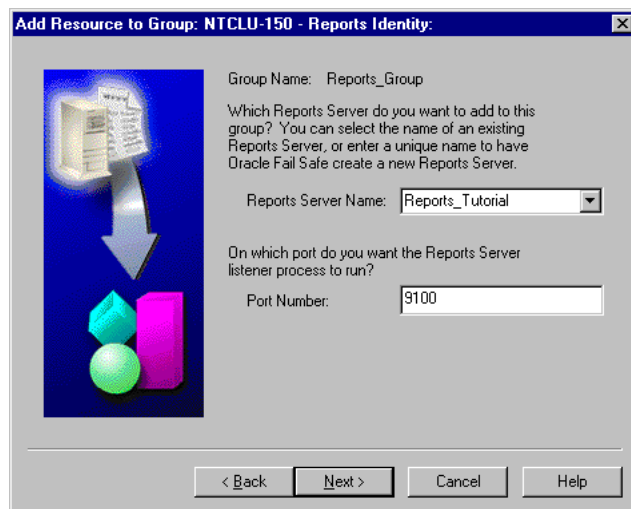 Add Resource to Group: NTCLU-150 - Reports Identity:
Group Name: Reports_Group
Which Reports Server do you want to add to this
group? You can select the name of an existing
Reports Server, or enter a unique name to have
Oracle Fail Safe create a new Reports Server.
Reports Server Name: Reports_Tutorial
On which port do you want the Reports Server
listener process to run?
Port Number: 9100
< Back Next > Cancel Help